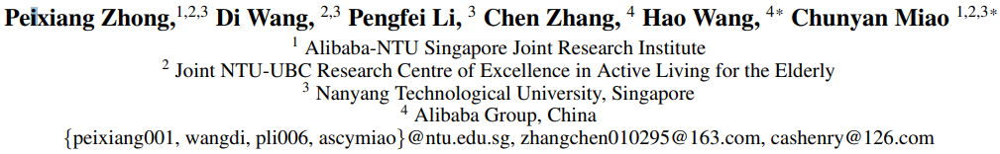 Peixiang Zhong,1,2,3 Di Wang, 2,3 Pengfei Li, 3 Chen Zhang, 4 Hao Wang, 4* Chunyan Miao 1,2,3*
1 Alibaba-NTU Singapore Joint Research Institute
2 Joint NTU-UBC Research Centre of Excellence in Active Living for the Elderly
3 Nanyang Technological University, Singapore
4 Alibaba Group, China
{peixiang001, wangdi, pli006, ascymiao}@ntu.edu.sg, zhangchen010295@163.com, cashenry@126.com